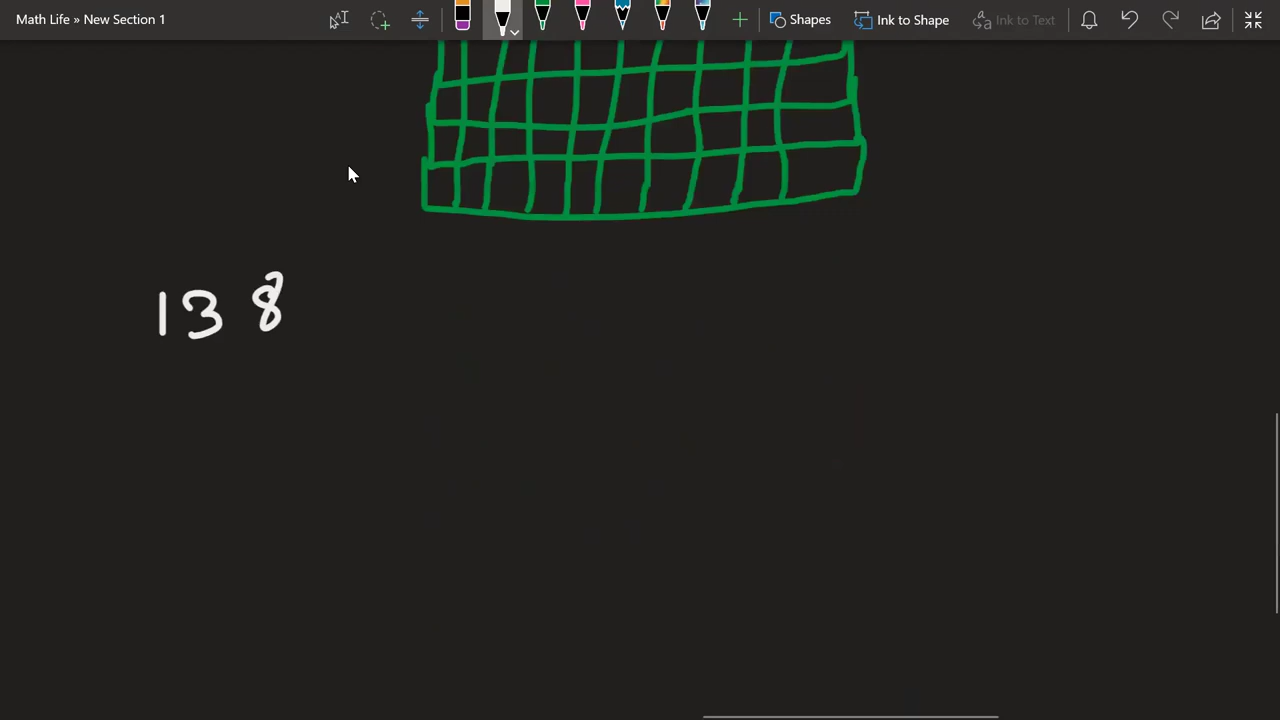 Math Life » New Section 1
Shapes
Ink to Shape
Ink to Text
13 8